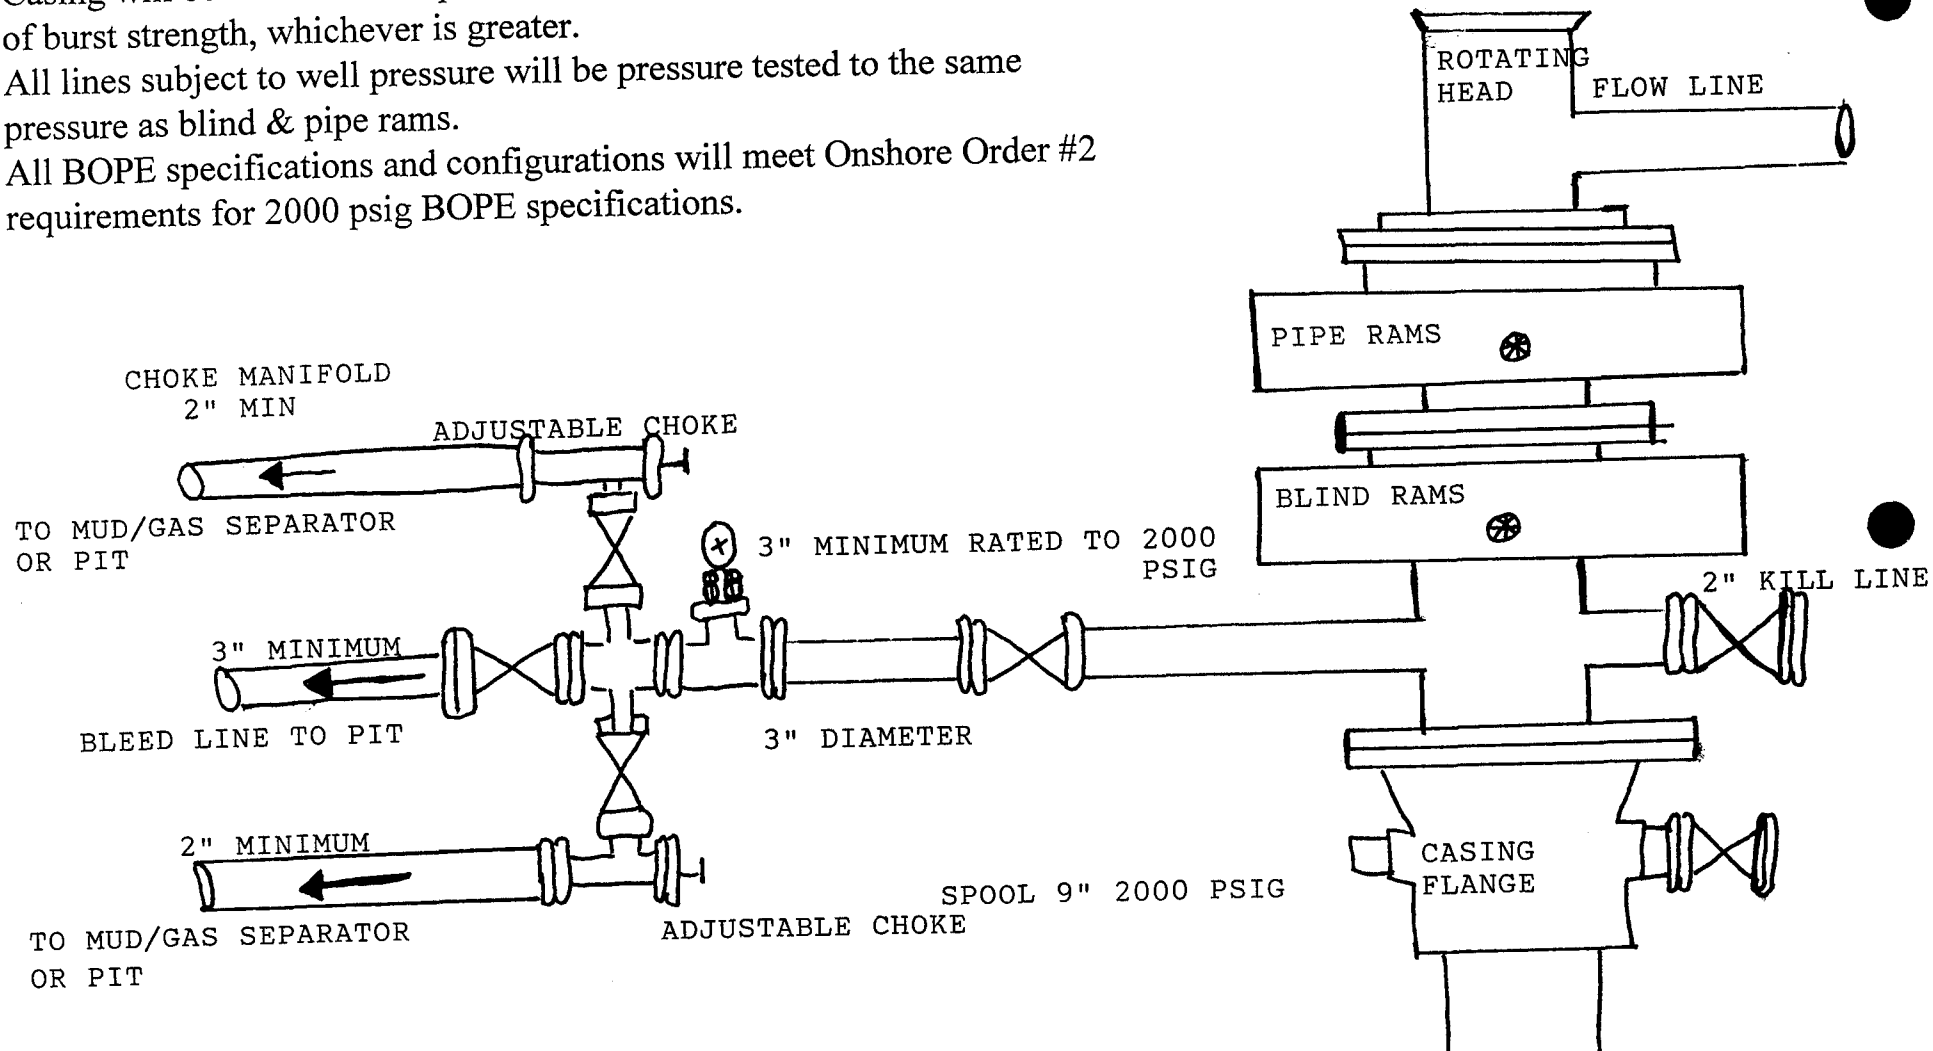 of burst strength, whichever is greater.
All lines subject to well pressure will be pressure tested to the same
pressure as blind & pipe rams.
All BOPE specifications and configurations will meet Onshore Order #2
requirements for 2000 psig BOPE specifications.
ROTATING
HEAD
FLOW LINE
PIPE RAMS
CHOKE MANIFOLD
2" MIN
ADJUSTABLE CHOKE
BLIND RAMS
TO MUD/GAS SEPARATOR
OR PIT
3" MINIMUM RATED TO 2000
PSIG
2" KILL LINE
3" MINIMUM
BLEED LINE TO PIT
3" DIAMETER
2" MINIMUM
CASING
FLANGE
SPOOL 9" 2000 PSIG
ADJUSTABLE CHOKE
TO MUD/GAS SEPARATOR
OR PIT